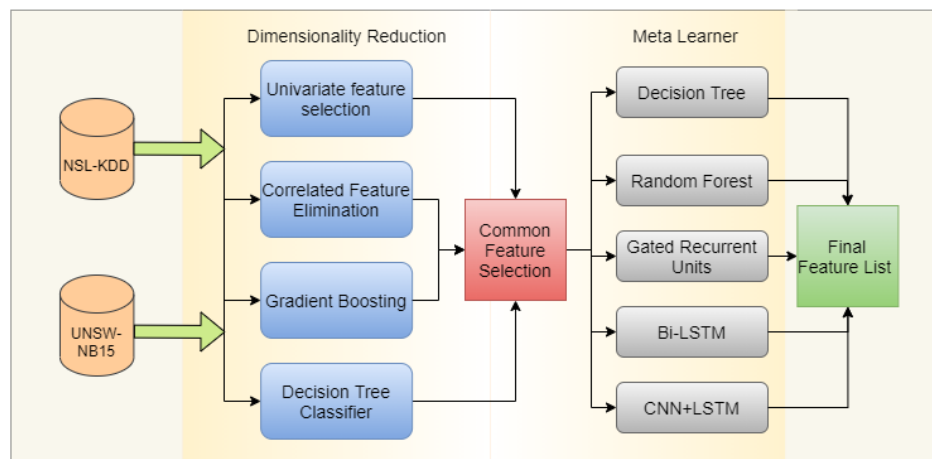 Dimensionality Reduction
Meta Learner
NSL-KDD
UNSW-
NB15
Univariate feature
selection
Correlated Feature
Elimination
Gradient Boosting
Decision Tree
Classifier
Common
Feature
Selection
Decision Tree
Random Forest
Gated Recurrent
Units
Bi-LSTM
CNN+LSTM
Final
Feature List